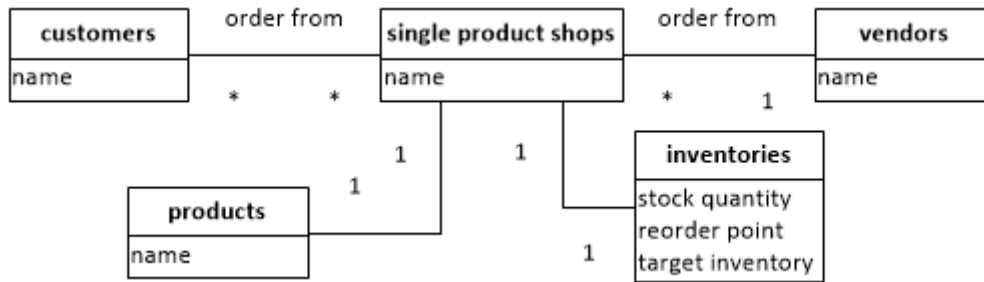 order from
order from
customers
name
single product shops
name
vendors
name
*
*
*
1
1
1
1
1
products
name
inventories
stock quantity
reorder point
target inventory